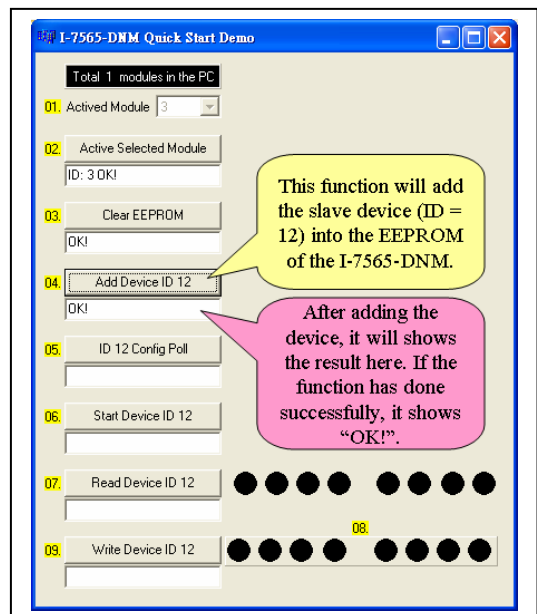 I-7565-DNM Quick Start Demo
Total 1 modules in the PC
01. Actived Module 3
02. Active Selected Module
ID: 3 OK!
03. Clear EEPROM
OK!
04. Add Device ID 12
OK!
This function will add
the slave device (ID =
12) into the EEPROM
of the I-7565-DNM.
After adding the
device, it will shows
the result here. If the
function has done
successfully, it shows
“OK!”.
05. ID 12 Config Poll
06. Start Device ID 12
07. Read Device ID 12
08.
09. Write Device ID 12